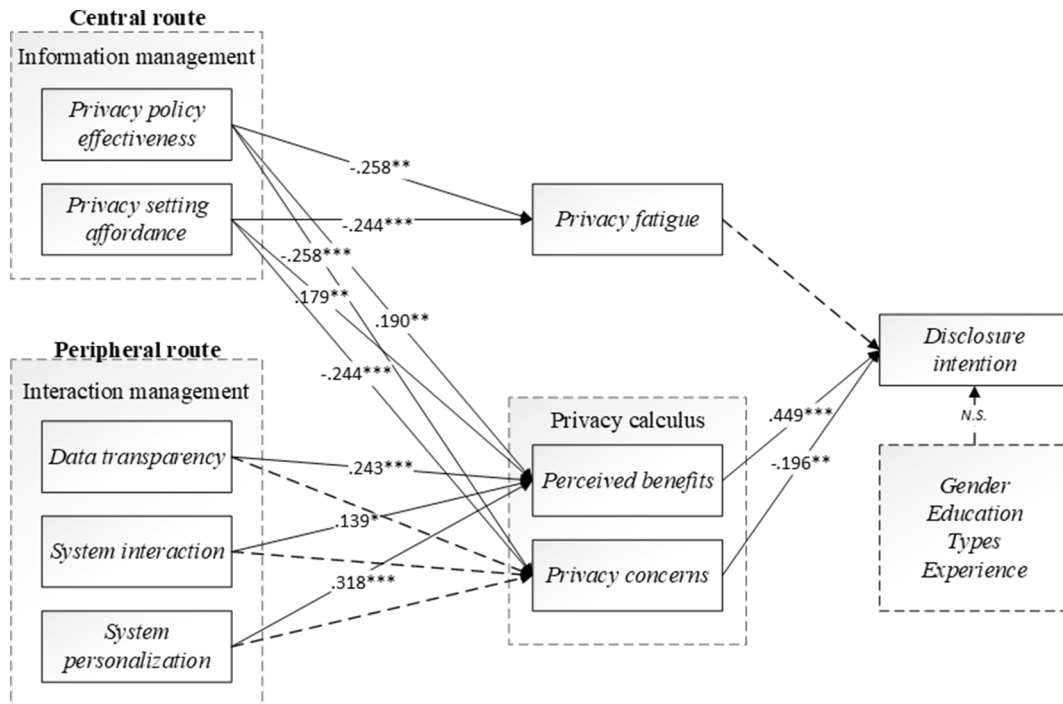 Central route
Information management
Privacy policy
effectiveness
Privacy setting
affordance
Peripheral route
Interaction management
Data transparency
System interaction
System
personalization
-.258**
-.244***
-.258***
.179**
.190**
-.244***
.243***
.139*
.318***
Privacy fatigue
Privacy calculus
Perceived benefits
Privacy concerns
.449***
-.196**
Disclosure
intention
N.S.
Gender
Education
Types
Experience